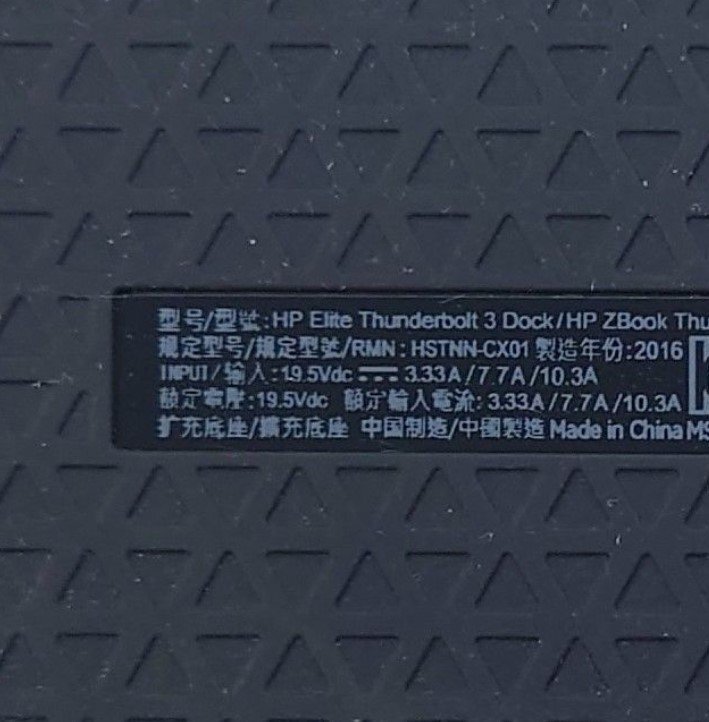 型号/型號:HP Elite Thunderbolt 3 Dock/HP ZBook Thu
規定型号/規定型號/RMN : HSTNN-CX01 製造年份:2016
INPUT/輸入:19.5Vdc ⎓ 3.33A/7.7A/10.3A
額定電壓:19.5Vdc 額定輸入電流: 3.33A/7.7A/10.3A
扩充底座/擴充底座 中国制造/中國製造 Made in China MS